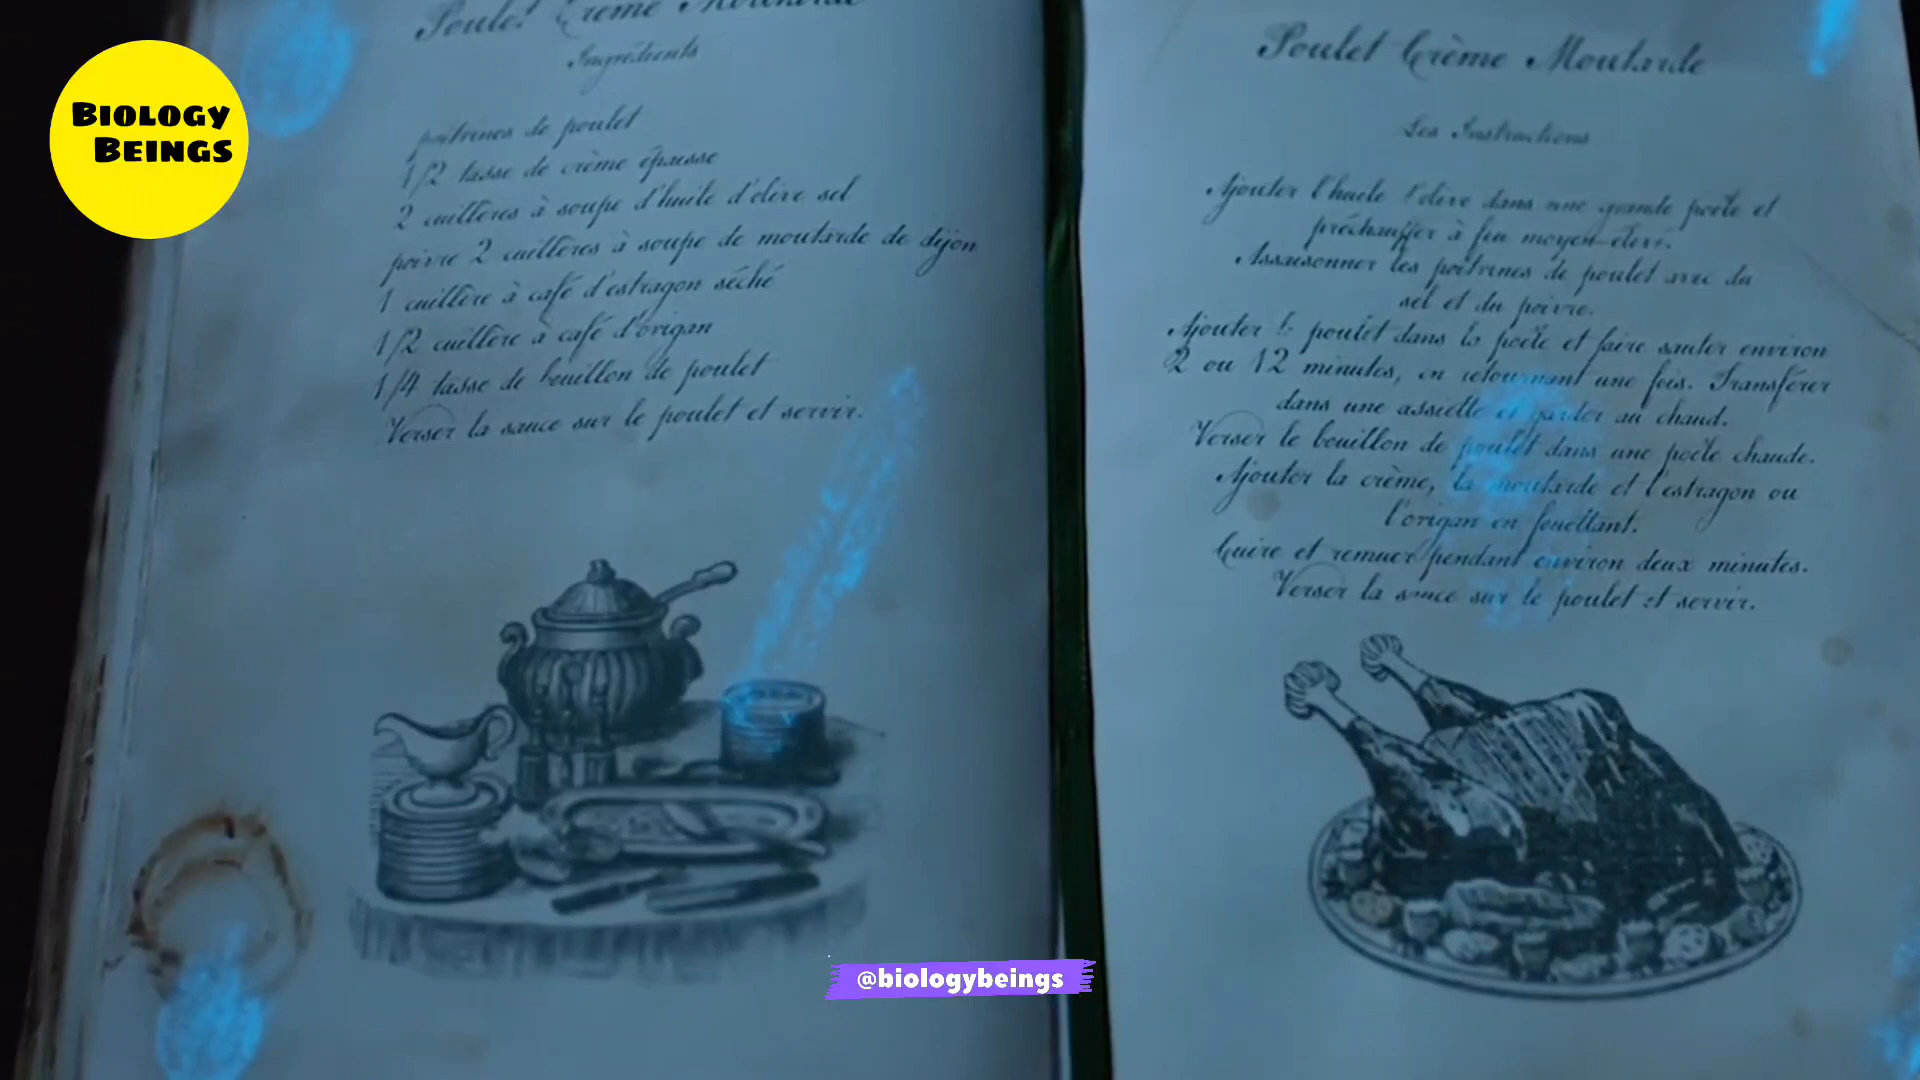 Biology
Beings
Poulet Crème Moutarde
Ingrédients
poitrines de poulet
1/2 tasse de crème épausse
2 cuillères à soupe d'huile d'olive sel
poivre 2 cuillères à soupe de moutarde de dijon
1 cuillère à café d'estragon séché
1/2 cuillère à café d'origan
1/4 tasse de bouillon de poulet
Verser la sauce sur le poulet et servir.
Poulet Crème Moutarde
Les Instructions
Ajouter l'huile d'olive dans une grande poêle et
préchauffer à feu moyen-élevé.
Assaisonner les poitrines de poulet avec du
sel et du poivre.
Ajouter le poulet dans la poêle et faire sauter environ
2 ou 12 minutes, en retournant une fois. Transférer
dans une assiette et garder au chaud.
Verser le bouillon de poulet dans une poêle chaude.
Ajouter la crème, la moutarde et l'estragon ou
l'origan en fouettant.
Cuire et remuer pendant environ deux minutes.
Verser la sauce sur le poulet et servir.
@biologybeings